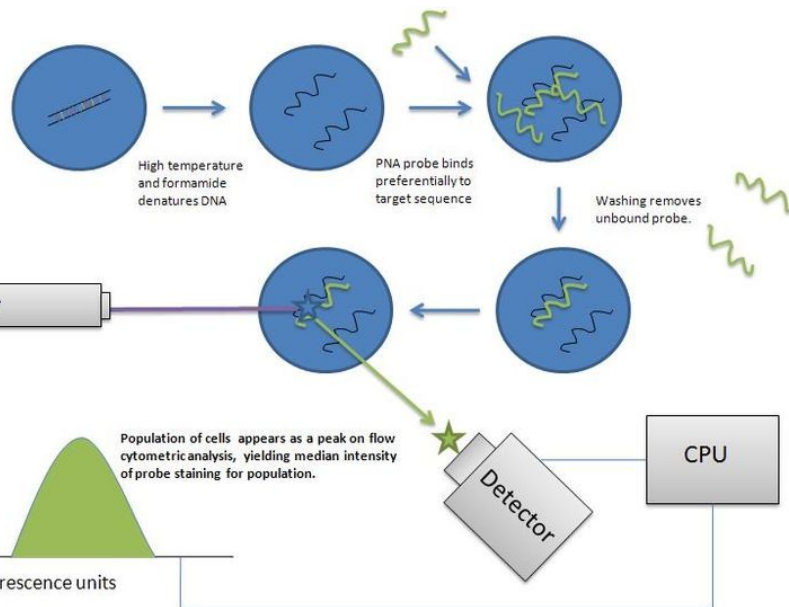 High temperature
and formamide
denatures DNA
PNA probe binds
preferentially to
target sequence
Washing removes
unbound probe.
Population of cells appears as a peak on flow
cytometric analysis, yielding median intensity
of probe staining for population.
Detector
CPU
rescence units